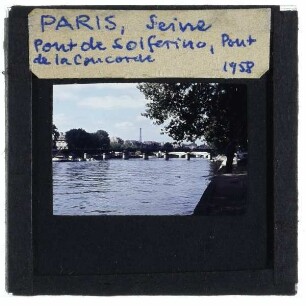 PARIS, Seine
Pont de Solferino, Pont
de la Concorde
1958